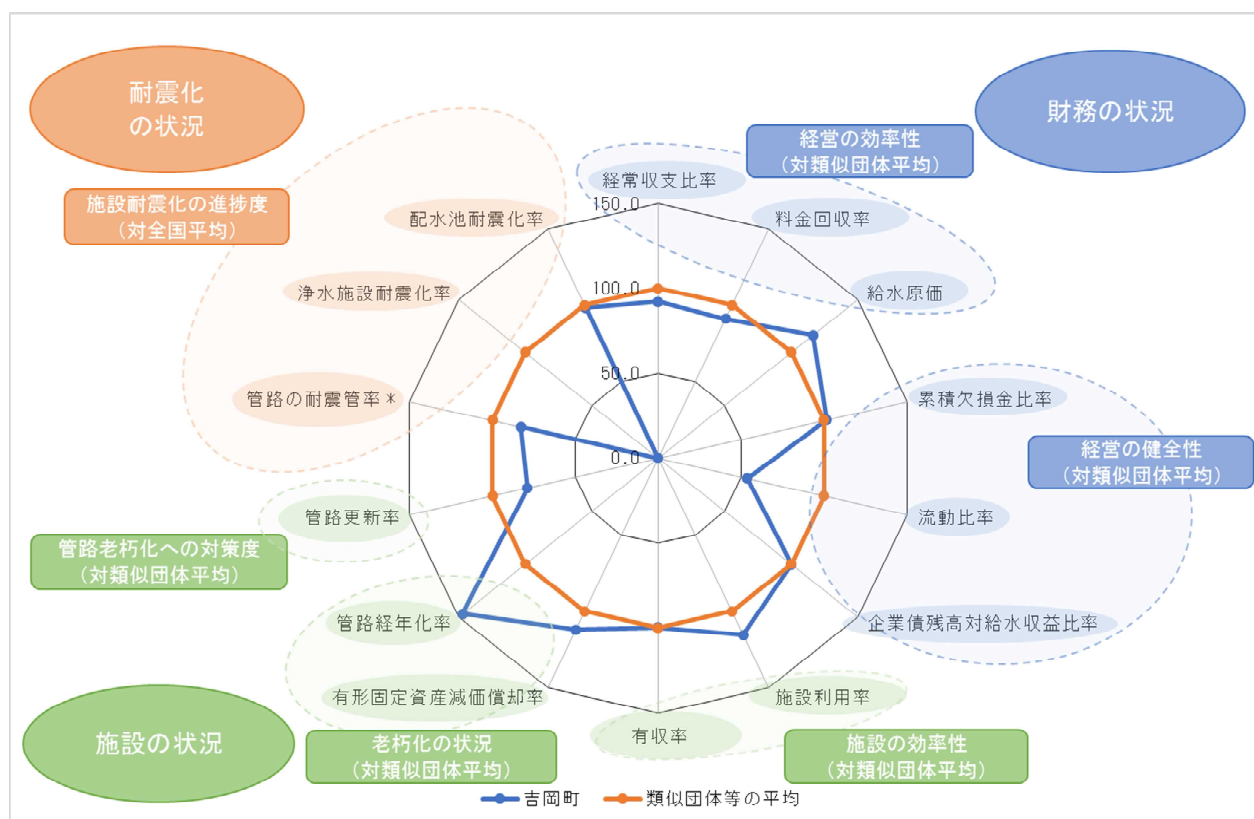 耐震化
の状況
財務の状況
経営の効率性
(対類似団体平均)
施設耐震化の進捗度
(対全国平均)
経常収支比率
料金回収率
給水原価
累積欠損金比率
流動比率
企業債残高対給水収益比率
施設利用率
有収率
有形固定資産減価償却率
管路経年化率
管路更新率
管路の耐震管率*
浄水施設耐震化率
配水池耐震化率
150.0
100.0
50.0
0.0
経営の健全性
(対類似団体平均)
管路老朽化への対策度
(対類似団体平均)
施設の状況
老朽化の状況
(対類似団体平均)
施設の効率性
(対類似団体平均)
吉岡町
類似団体等の平均